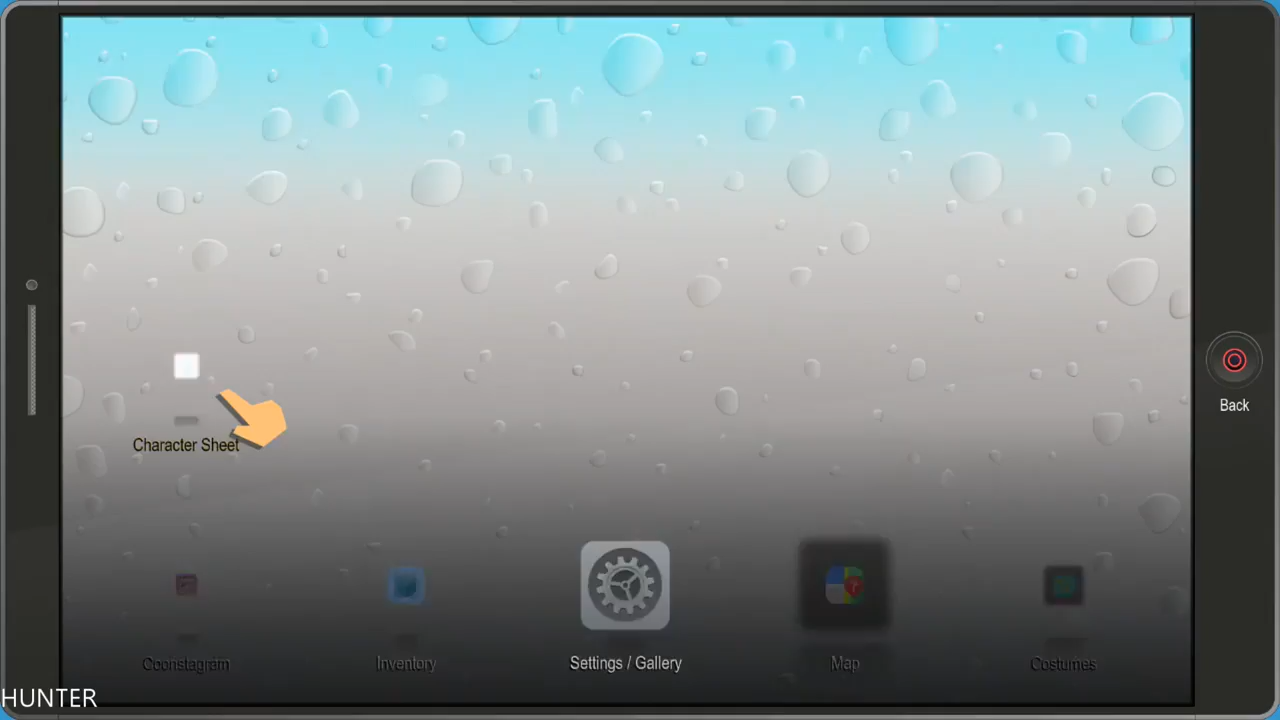 Back
Character Sheet
Coonstagram
Inventory
Settings / Gallery
Map
Costumes
HUNTER